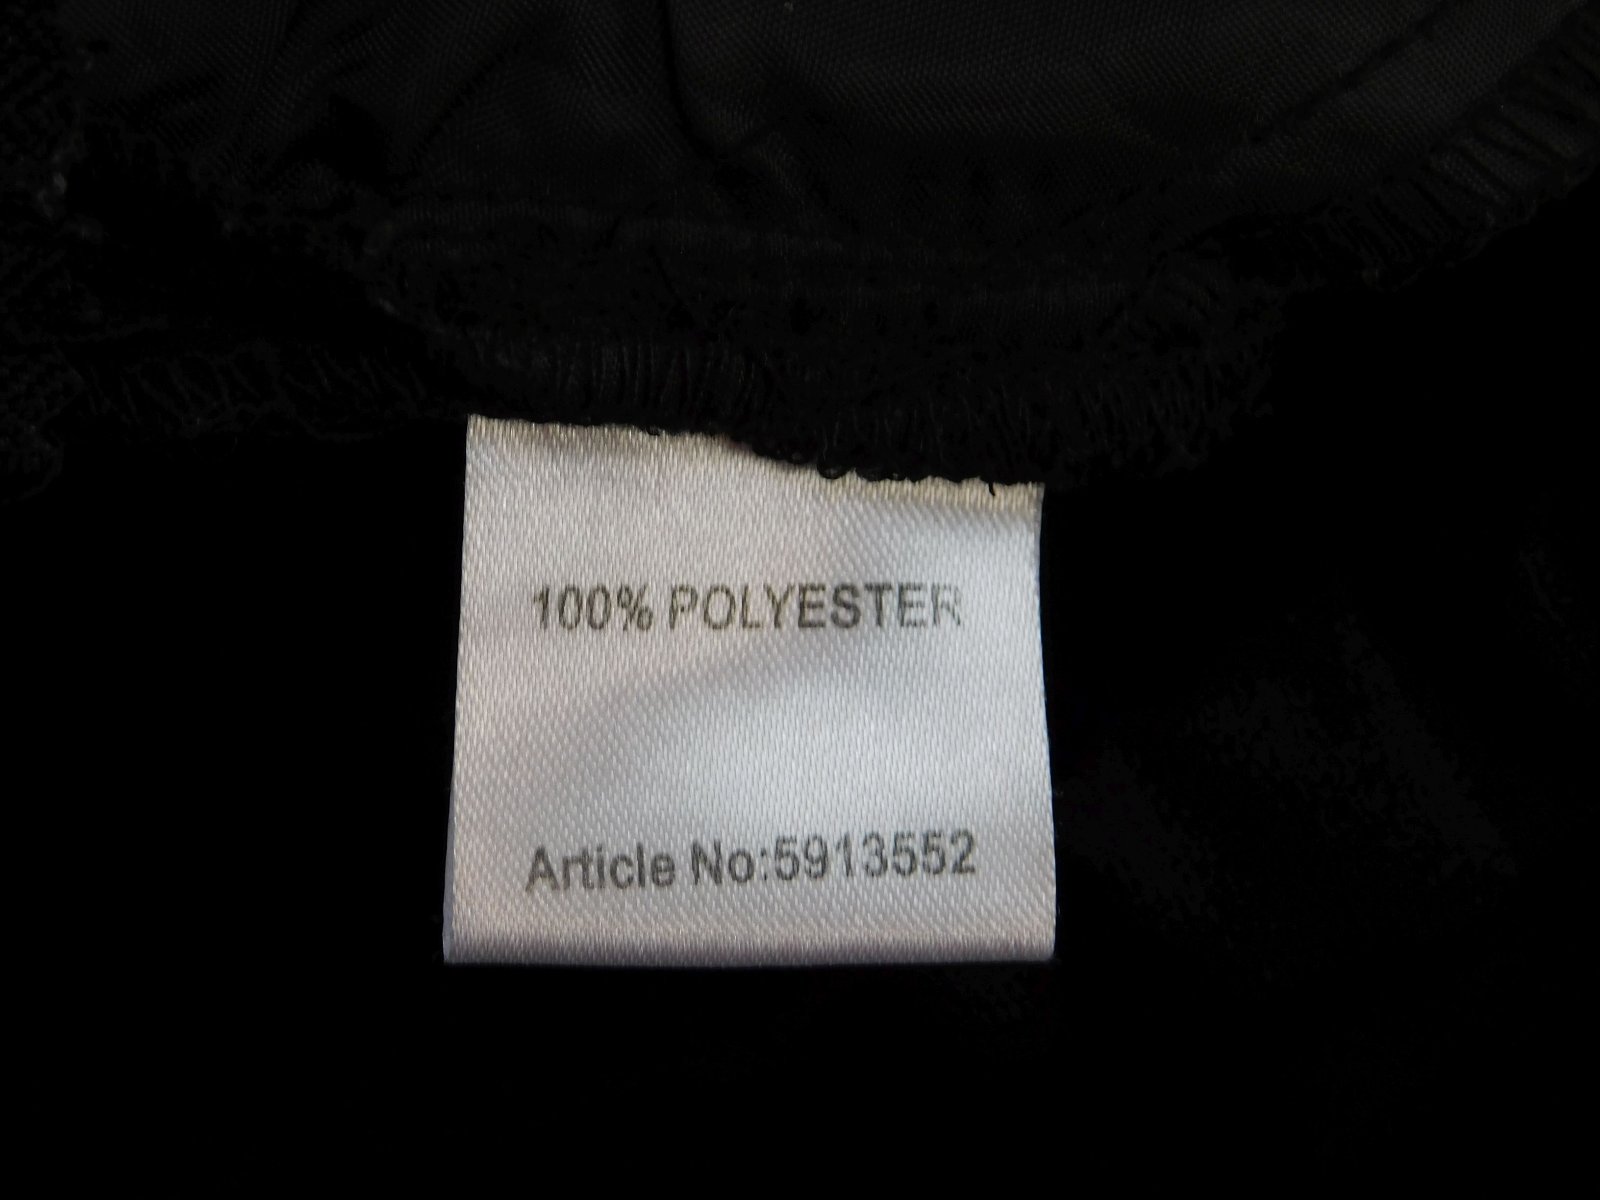 100% POLYESTER
Article No:5913552